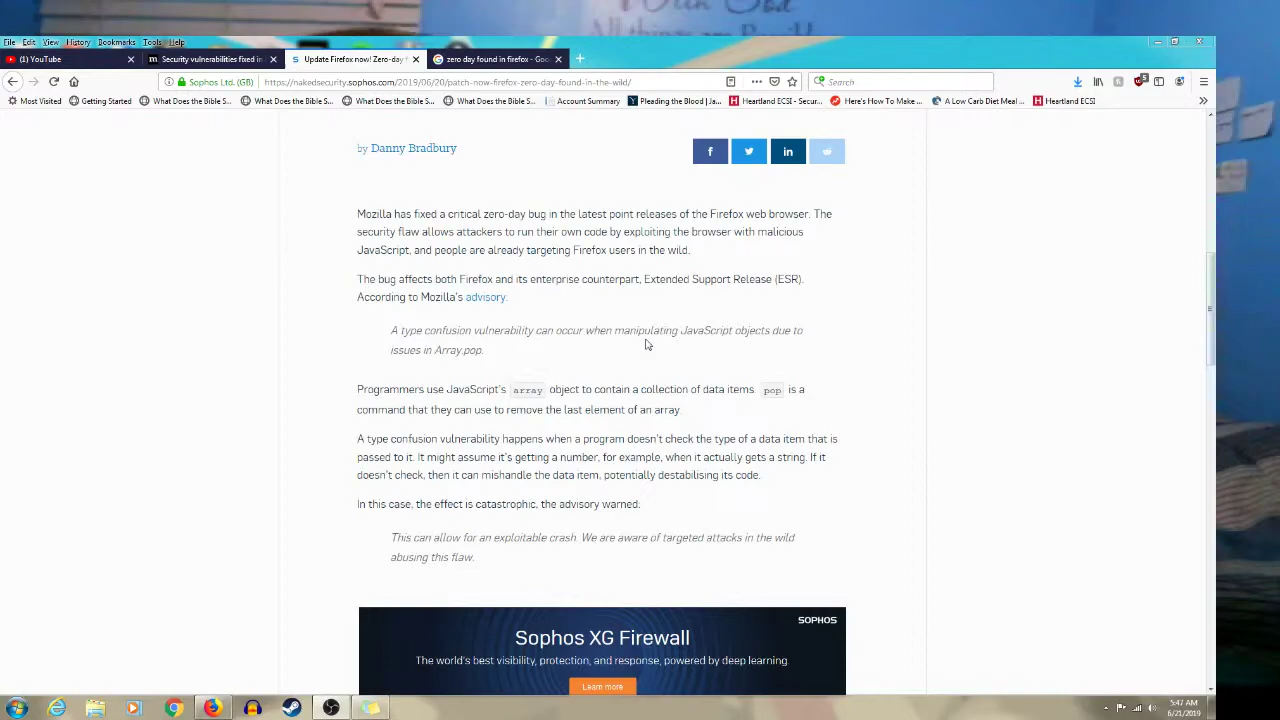 With God
All things are Possible
File Edit View History Bookmarks Tools Help
(1) YouTube
Security vulnerabilities fixed in
Update Firefox now! Zero-day
zero day found in firefox - Goo
Sophos Ltd. (GB)
https://nakedsecurity.sophos.com/2019/06/20/patch-now-firefox-zero-day-found-in-the-wild/
Search
5
Most Visited
Getting Started
What Does the Bible S...
What Does the Bible S...
What Does the Bible S...
What Does the Bible S...
Account Summary
Pleading the Blood | Ja...
Heartland ECSI - Secur...
Here's How To Make ...
A Low Carb Diet Meal ...
Heartland ECSI
by Danny Bradbury
Mozilla has fixed a critical zero-day bug in the latest point releases of the Firefox web browser. The
security flaw allows attackers to run their own code by exploiting the browser with malicious
JavaScript, and people are already targeting Firefox users in the wild.
The bug affects both Firefox and its enterprise counterpart, Extended Support Release (ESR).
According to Mozilla's advisory:
A type confusion vulnerability can occur when manipulating JavaScript objects due to
issues in Array.pop.
Programmers use JavaScript's array object to contain a collection of data items. pop is a
command that they can use to remove the last element of an array.
A type confusion vulnerability happens when a program doesn't check the type of a data item that is
passed to it. It might assume it's getting a number, for example, when it actually gets a string. If it
doesn't check, then it can mishandle the data item, potentially destabilising its code.
In this case, the effect is catastrophic, the advisory warned:
This can allow for an exploitable crash. We are aware of targeted attacks in the wild
abusing this flaw.
SOPHOS
Sophos XG Firewall
The world's best visibility, protection, and response, powered by deep learning.
Learn more
5:47 AM
6/21/2019